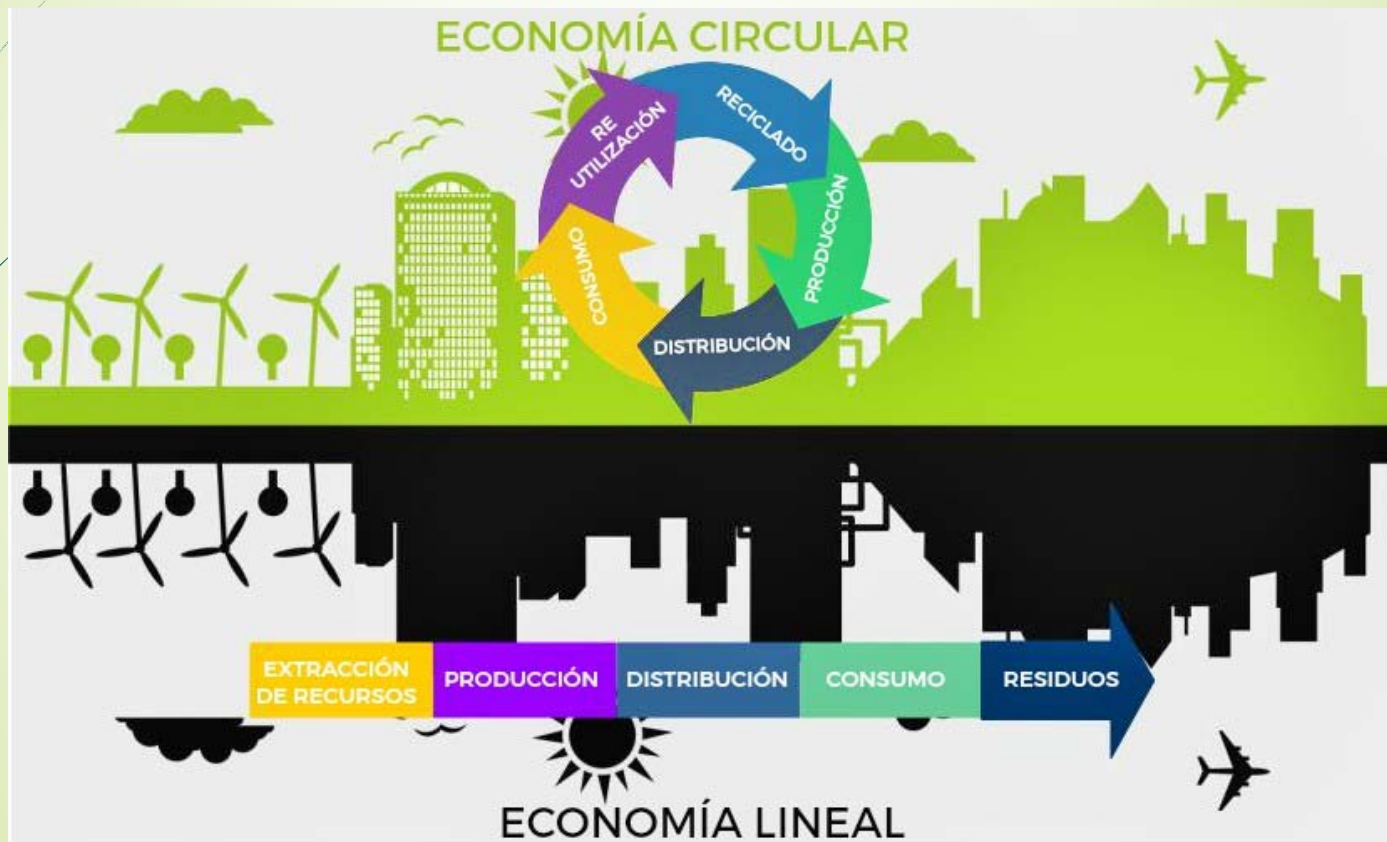 ECONOMÍA CIRCULAR
RE
UTILIZACIÓN
RECICLADO
PRODUCCIÓN
DISTRIBUCIÓN
CONSUMO
EXTRACCIÓN
DE RECURSOS
PRODUCCIÓN
DISTRIBUCIÓN
CONSUMO
RESIDUOS
ECONOMÍA LINEAL